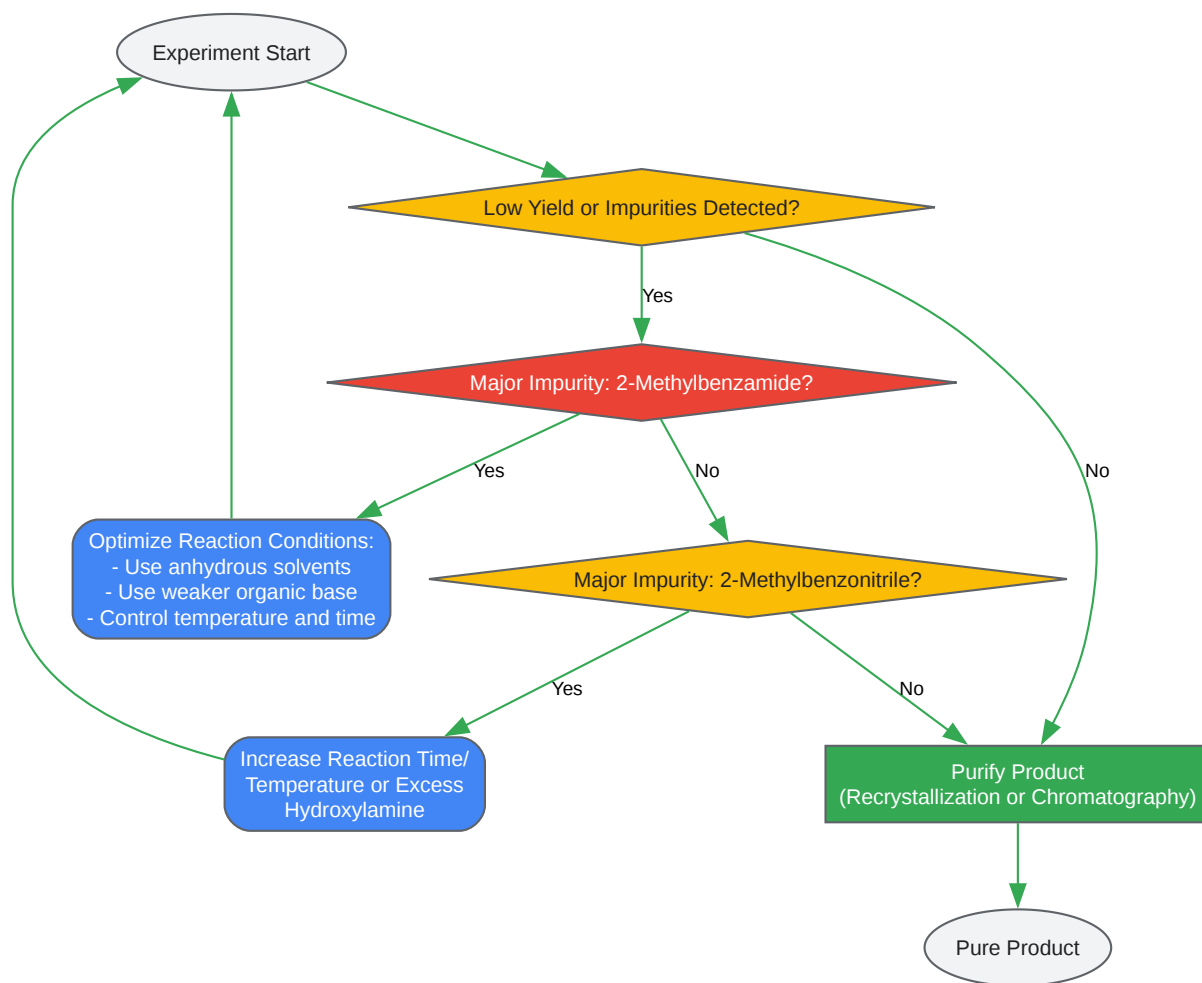 Experiment Start
Low Yield or Impurities Detected?
Yes
Major Impurity: 2-Methylbenzamide?
Yes
No
No
Optimize Reaction Conditions:
- Use anhydrous solvents
- Use weaker organic base
- Control temperature and time
Major Impurity: 2-Methylbenzonitrile?
Yes
No
Increase Reaction Time/
Temperature or Excess
Hydroxylamine
Purify Product
(Recrystallization or Chromatography)
Pure Product